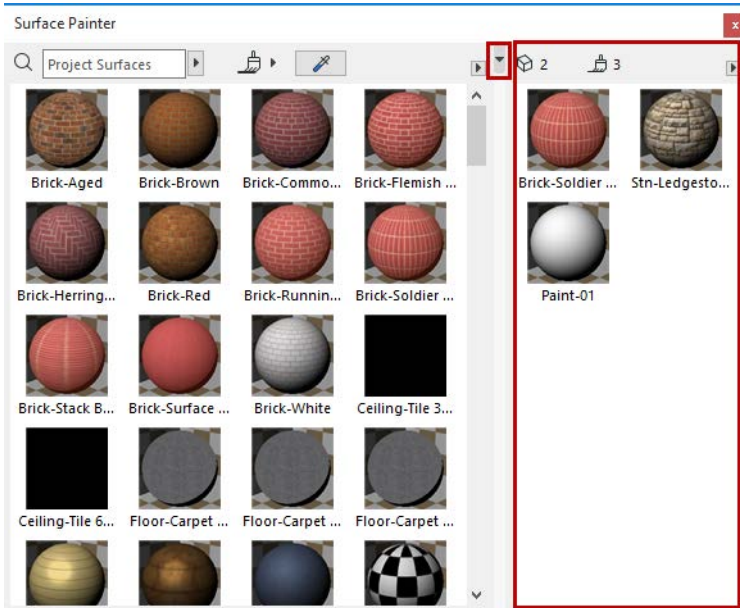 Surface Painter
x
Project Surfaces
2 3
Brick-Aged Brick-Brown Brick-Commo... Brick-Flemish ...
Brick-Soldier ... Stn-Ledgesto...
Brick-Herring... Brick-Red Brick-Runnin... Brick-Soldier ...
Paint-01
Brick-Stack B... Brick-Surface ... Brick-White Ceiling-Tile 3...
Ceiling-Tile 6... Floor-Carpet ... Floor-Carpet ... Floor-Carpet ...